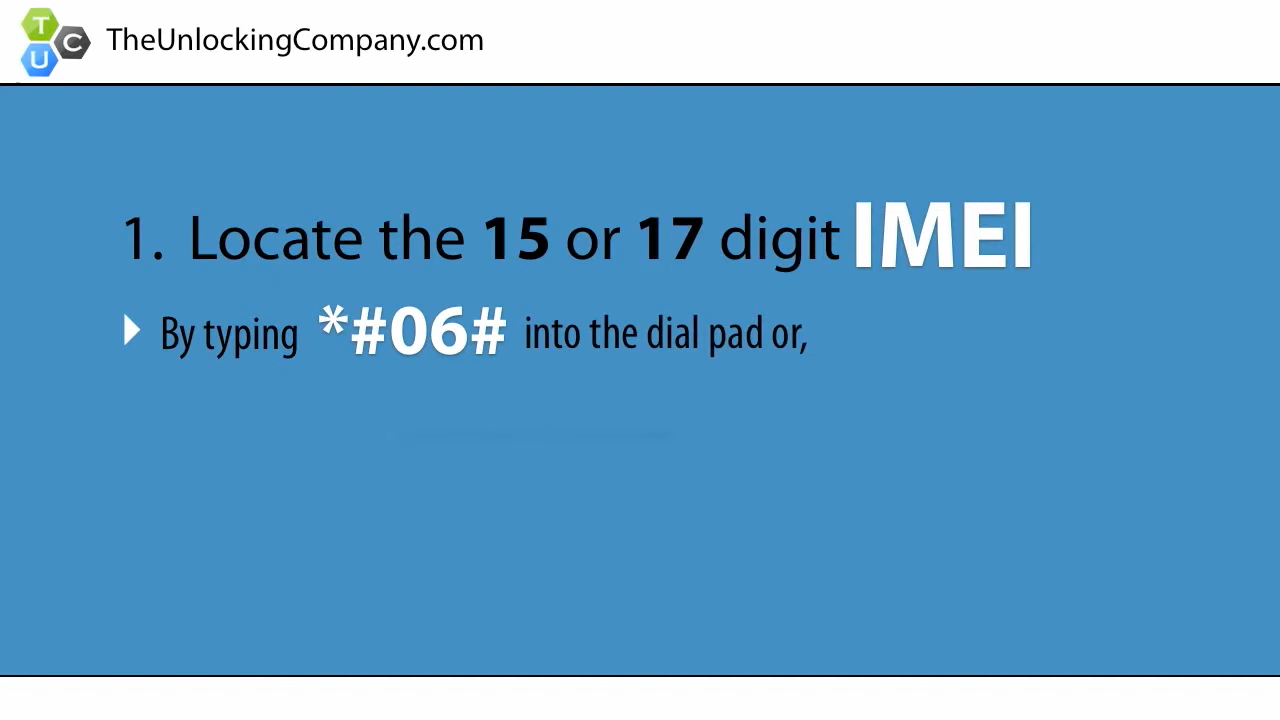 T
C
U
TheUnlockingCompany.com
1. Locate the 15 or 17 digit IMEI
By typing *#06# into the dial pad or,